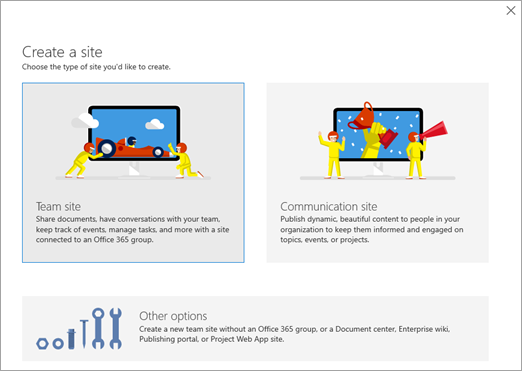 Create a site
Choose the type of site you'd like to create.
Team site
Share documents, have conversations with your team,
keep track of events, manage tasks, and more with a site
connected to an Office 365 group.
Communication site
Publish dynamic, beautiful content to people in your
organization to keep them informed and engaged on
topics, events, or projects.
Other options
Create a new team site without an Office 365 group, or a Document center, Enterprise wiki,
Publishing portal, or Project Web App site.